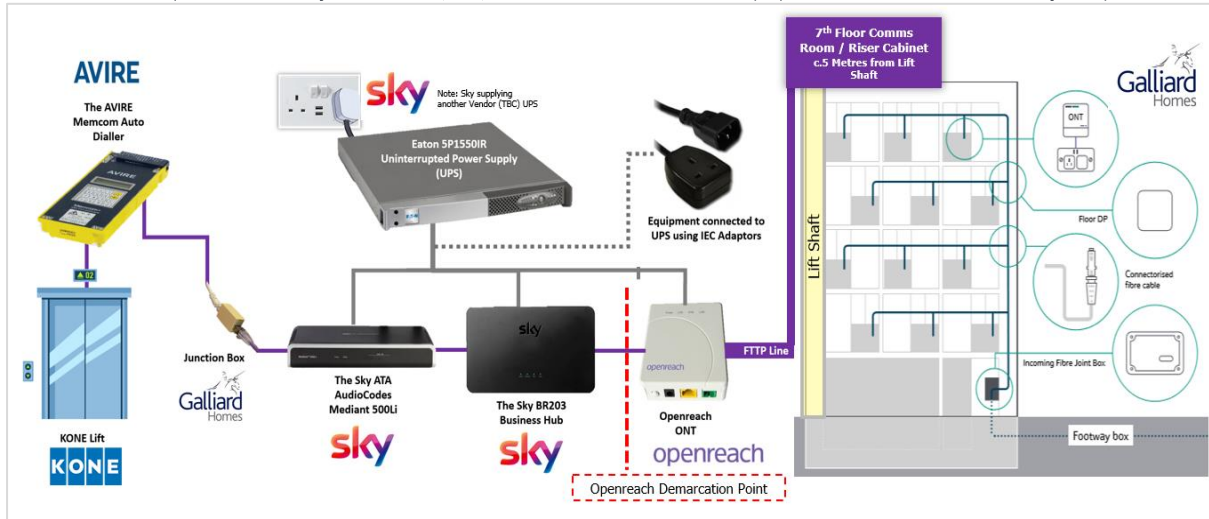 AVIRE
The AVIRE
Memcom Auto
Dialler
AVIRE
02
KONE Lift
KONE
Junction Box
Galliard
Homes
sky
Note: Sky supplying
another Vendor (TBC) UPS
Eaton 5P1550IR
Uninterrupted Power Supply
(UPS)
Equipment connected to
UPS using IEC Adaptors
The Sky ATA
AudioCodes
Mediant 500Li
sky
sky
The Sky BR203
Business Hub
sky
openreach
Openreach
ONT
openreach
Openreach Demarcation Point
FTTP Line
7th Floor Comms
Room / Riser Cabinet
c.5 Metres from Lift
Shaft
Lift Shaft
Galliard
Homes
ONT
Floor DP
Connectorised
fibre cable
Incoming Fibre Joint Box
Footway box